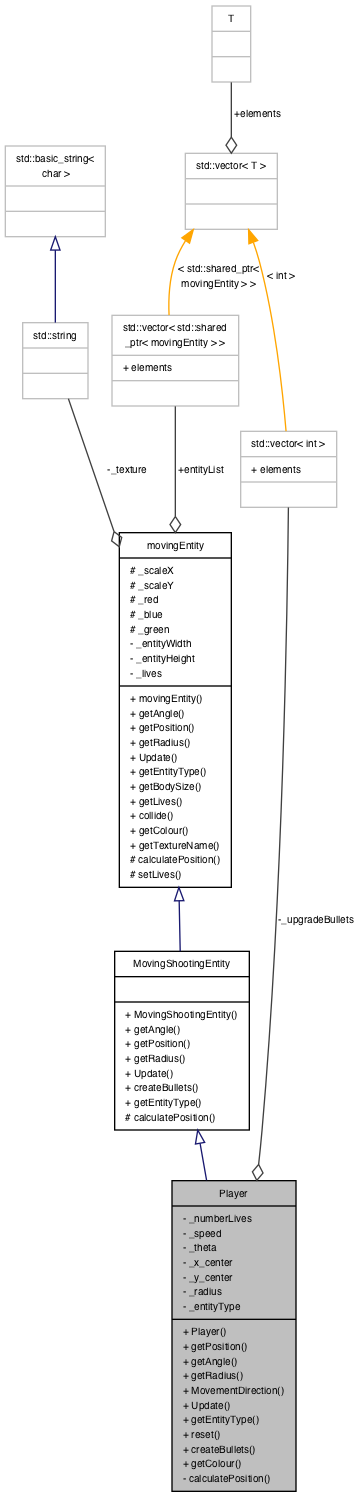 T
+elements
std::vector< T >
std::basic_string<
char >
< std::shared_ptr<
movingEntity > >
< int >
std::vector< std::shared
_ptr< movingEntity > >
+ elements
std::string
std::vector< int >
+ elements
-_texture
+entityList
movingEntity
# _scaleX
# _scaleY
# _red
# _blue
# _green
- _entityWidth
- _entityHeight
- _lives
+ movingEntity()
+ getAngle()
+ getPosition()
+ getRadius()
+ Update()
+ getEntityType()
+ getBodySize()
+ getLives()
+ collide()
+ getColour()
+ getTextureName()
# calculatePosition()
# setLives()
-_upgradeBullets
MovingShootingEntity
+ MovingShootingEntity()
+ getAngle()
+ getPosition()
+ getRadius()
+ Update()
+ createBullets()
+ getEntityType()
# calculatePosition()
Player
- _numberLives
- _speed
- _theta
- _x_center
- _y_center
- _radius
- _entityType
+ Player()
+ getPosition()
+ getAngle()
+ getRadius()
+ MovementDirection()
+ Update()
+ getEntityType()
+ reset()
+ createBullets()
+ getColour()
- calculatePosition()